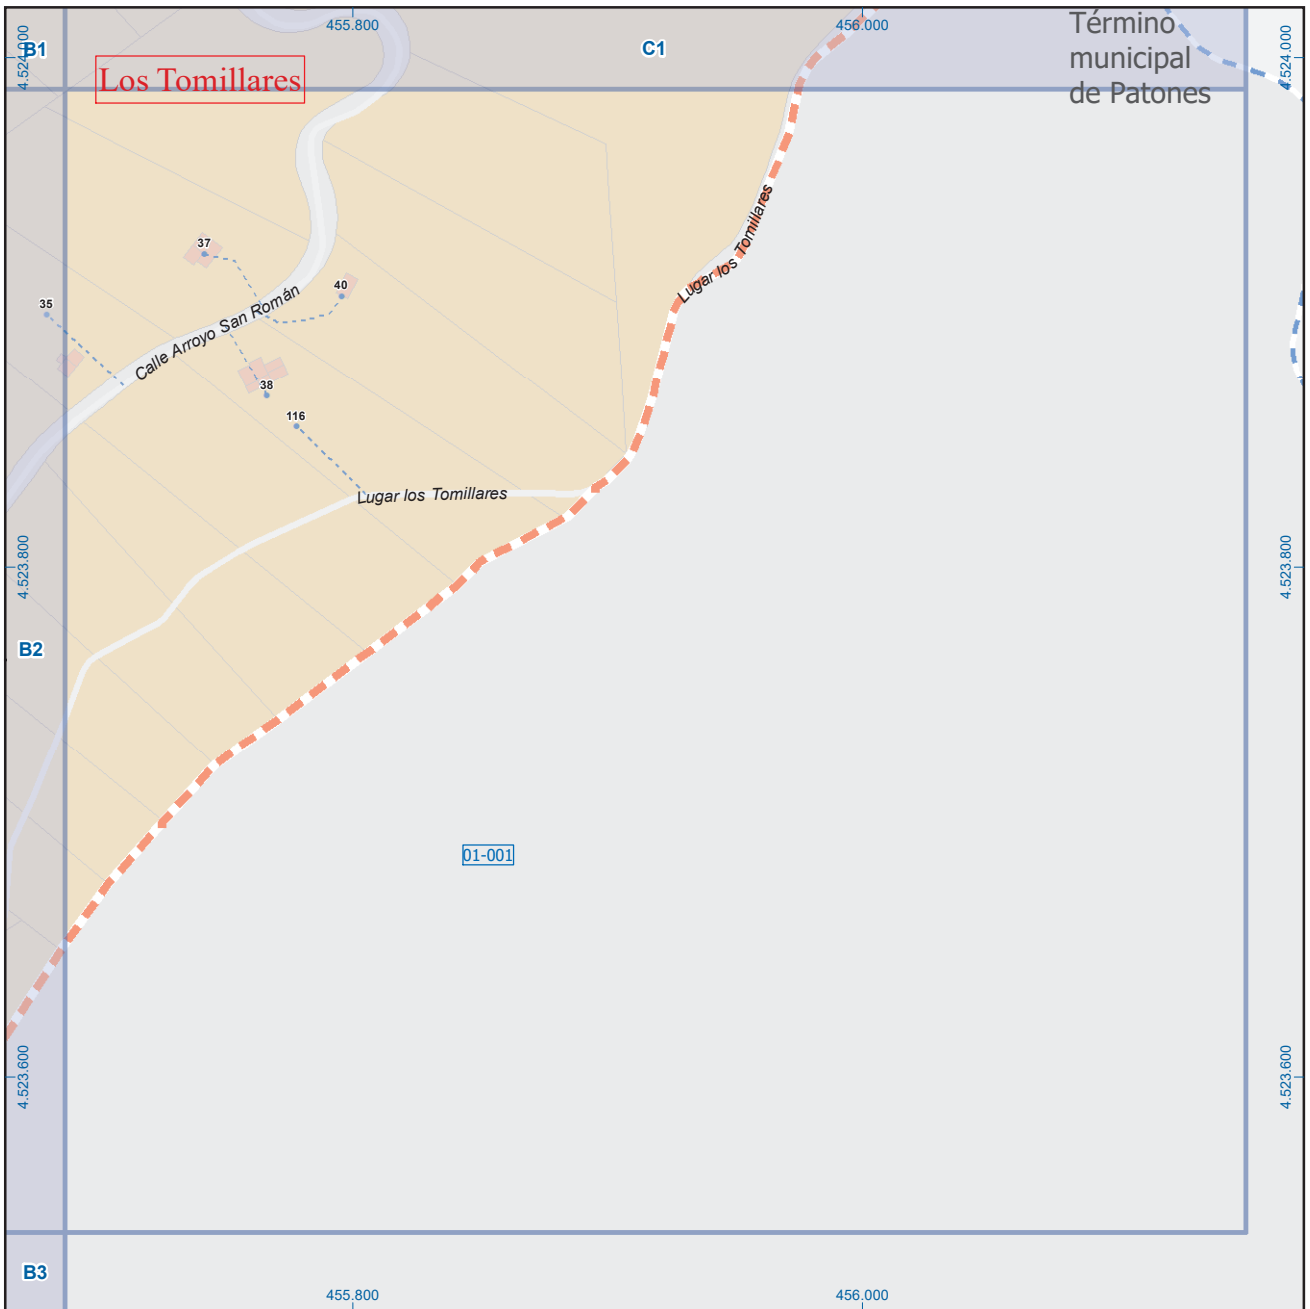 455.800
456.000
Término
municipal
de Patones
B1
C1
4.524.000
4.524.000
Los Tomillares
Lugar los Tomillares
37
40
35
Calle Arroyo San Román
38
116
Lugar los Tomillares
4.523.800
4.523.800
B2
01-001
4.523.600
4.523.600
B3
455.800
456.000